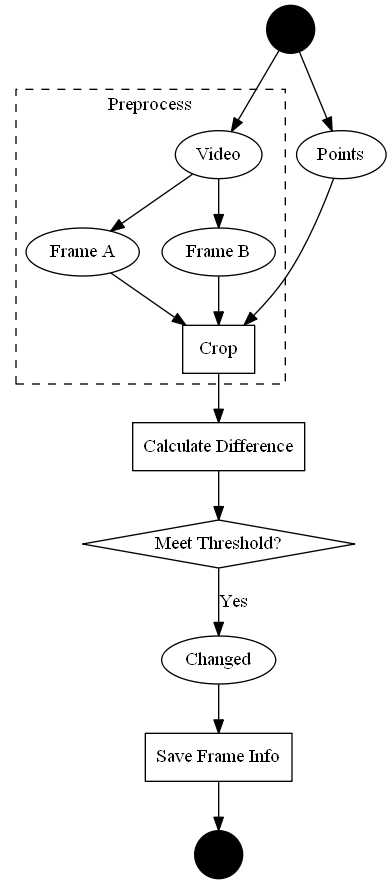 Preprocess
Video
Points
Frame A
Frame B
Crop
Calculate Difference
Meet Threshold?
Yes
Changed
Save Frame Info